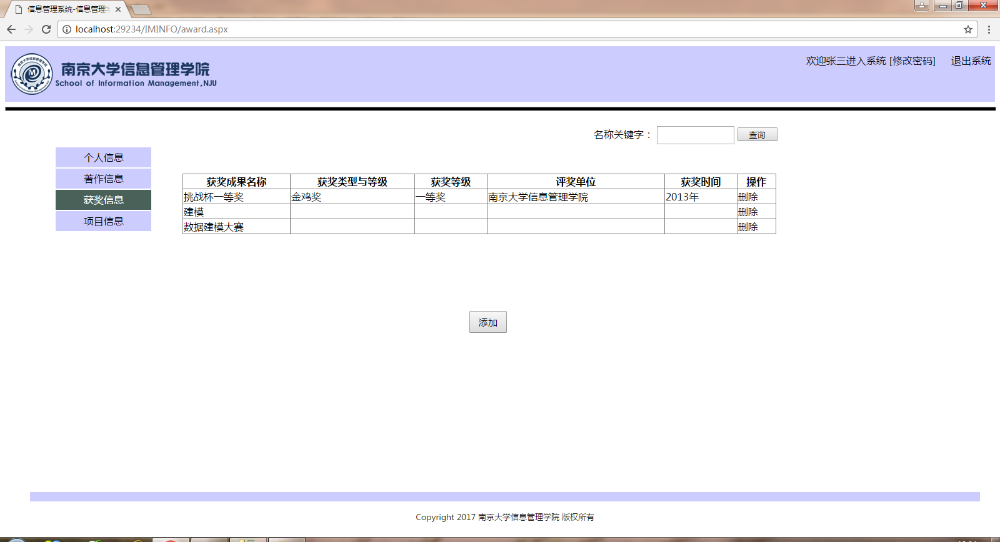 信息管理系统-信息管理学
localhost:29234/IMINFO/award.aspx
南京大学信息管理学院
School of Information Management,NJU
欢迎张三进入系统 [修改密码] 退出系统
名称关键字： 查询
个人信息
著作信息
获奖信息
项目信息
获奖成果名称 获奖类型与等级 获奖等级 评奖单位 获奖时间 操作
挑战杯一等奖 金鸡奖 一等奖 南京大学信息管理学院 2013年 删除
建模 删除
数据建模大赛 删除
添加
Copyright 2017 南京大学信息管理学院 版权所有